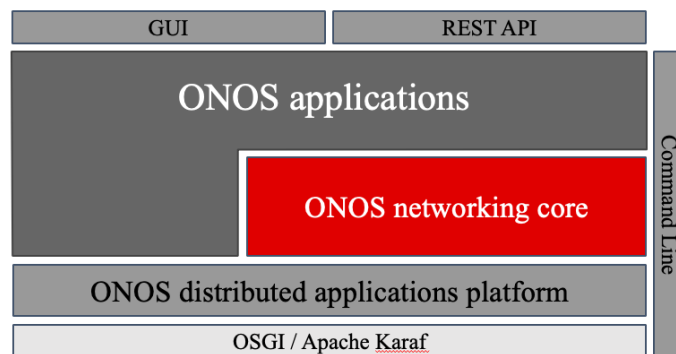 GUI
REST API
ONOS applications
ONOS networking core
Command Line
ONOS distributed applications platform
OSGI / Apache Karaf